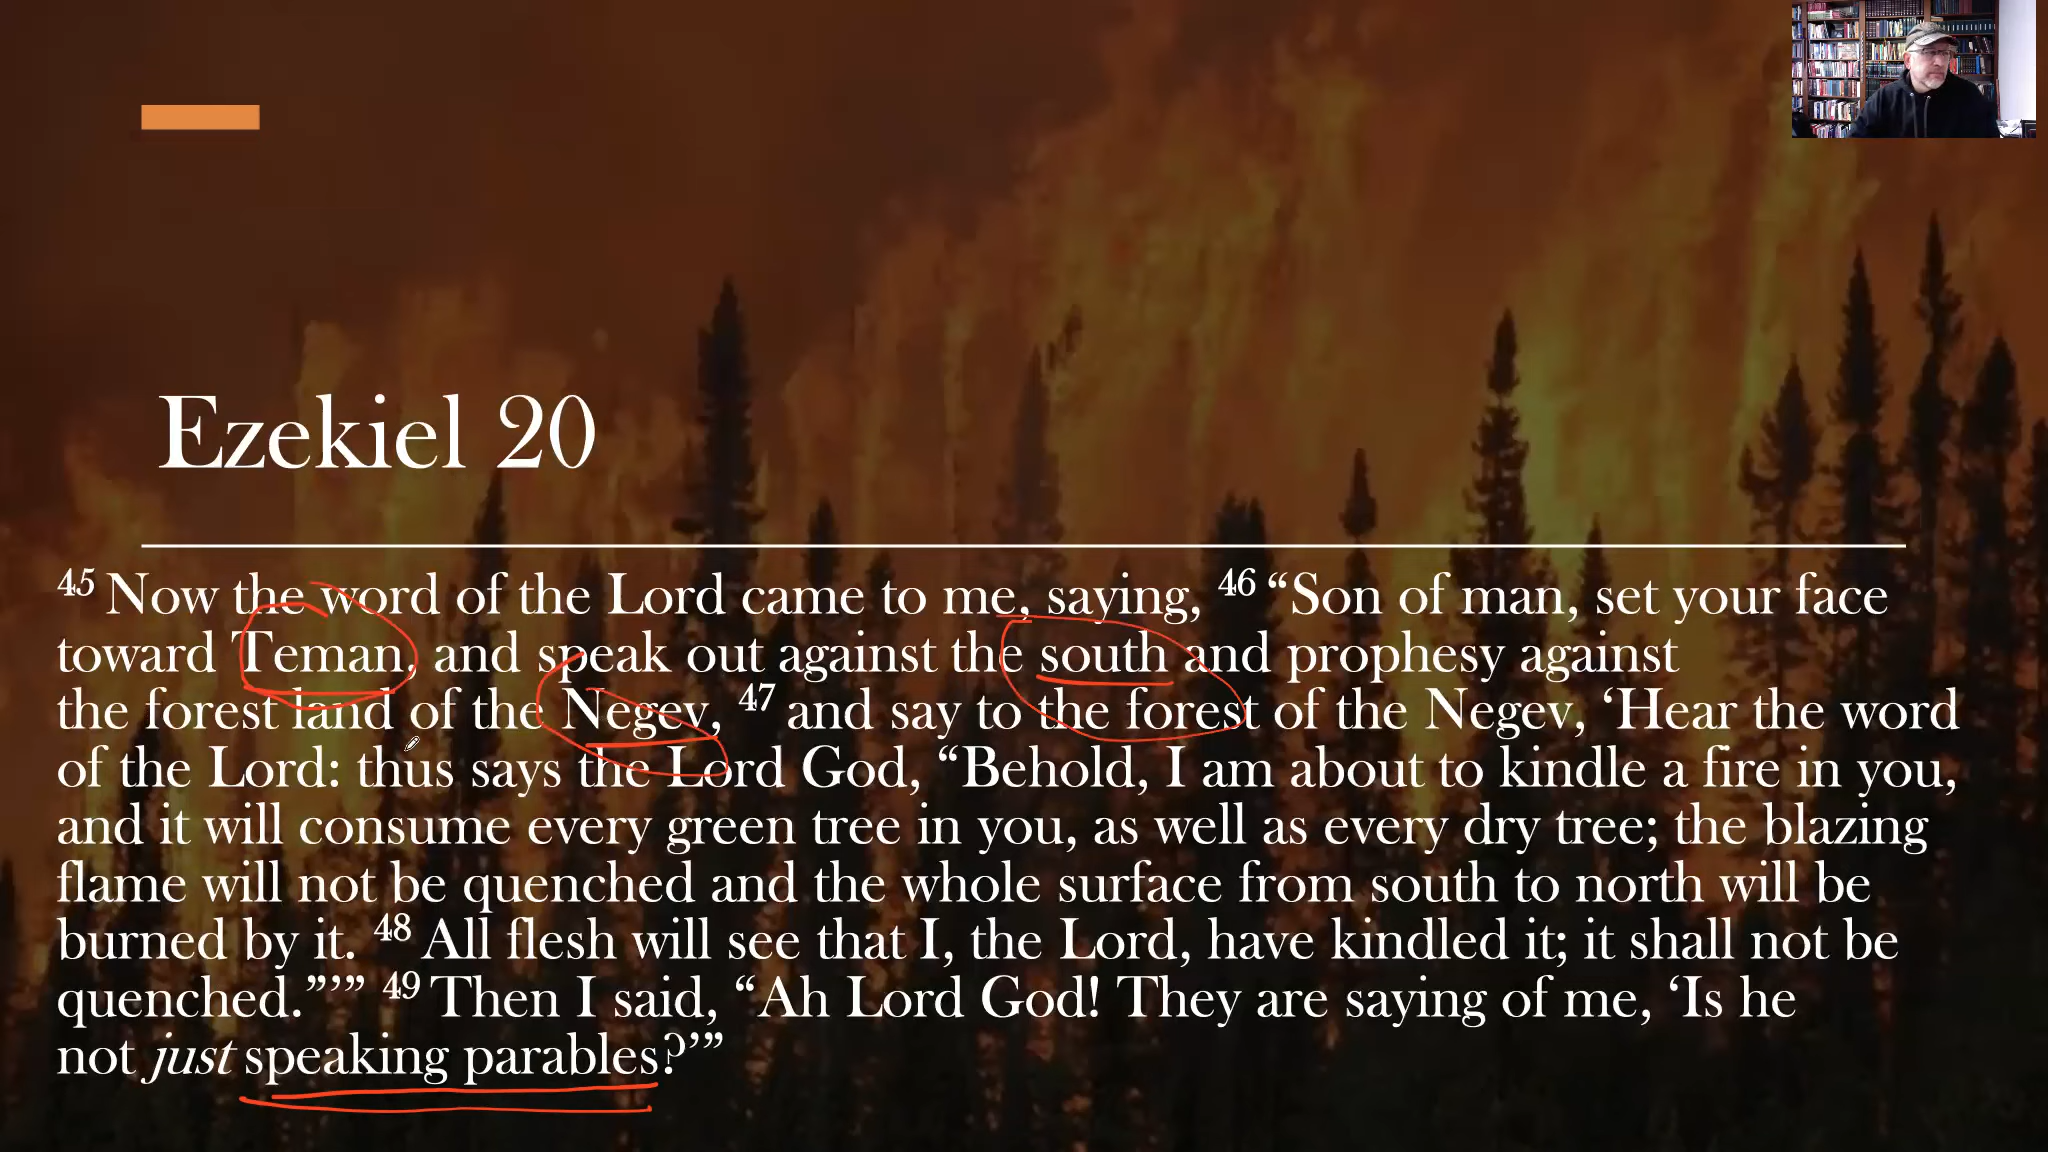 Ezekiel 20
45 Now the word of the Lord came to me, saying, 46 “Son of man, set your face
toward Teman, and speak out against the south and prophesy against
the forest land of the Negev, 47 and say to the forest of the Negev, ‘Hear the word
of the Lord: thus says the Lord God, “Behold, I am about to kindle a fire in you,
and it will consume every green tree in you, as well as every dry tree; the blazing
flame will not be quenched and the whole surface from south to north will be
burned by it. 48 All flesh will see that I, the Lord, have kindled it; it shall not be
quenched.”’” 49 Then I said, “Ah Lord God! They are saying of me, ‘Is he
not just speaking parables?’”